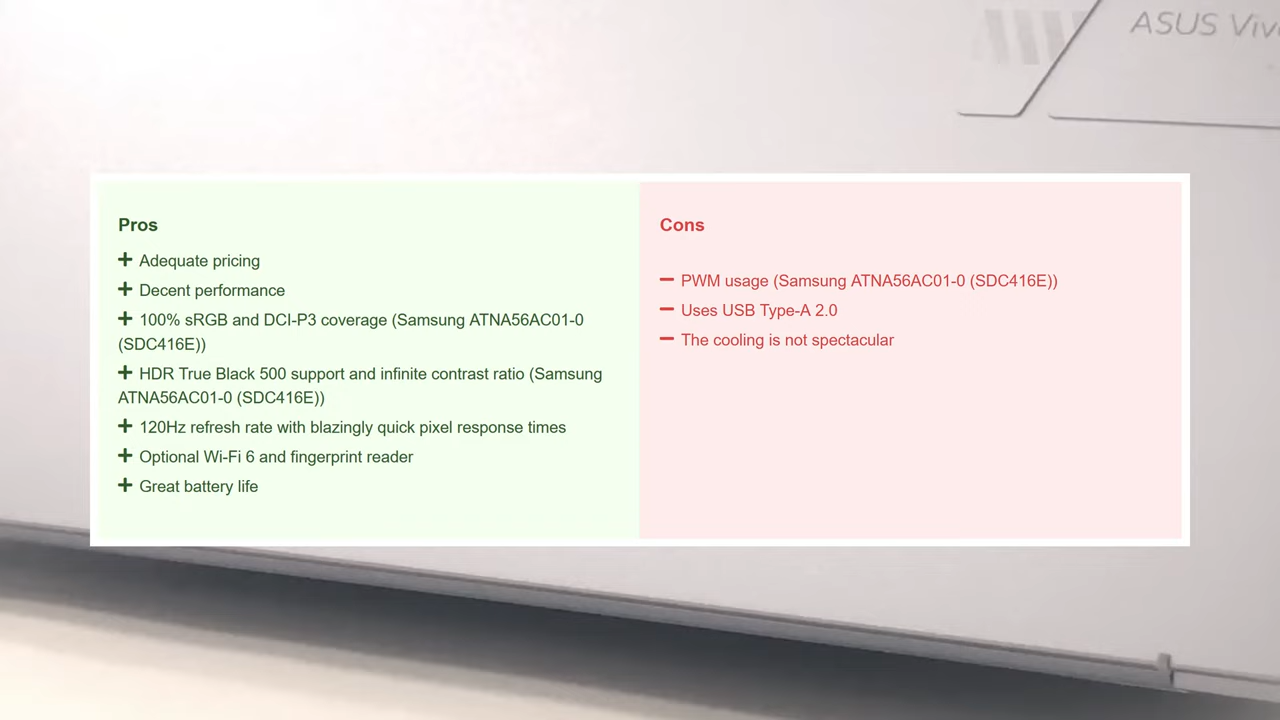 ASUS
Pros
Adequate pricing
Decent performance
100% sRGB and DCI-P3 coverage (Samsung ATNA56AC01-0
(SDC416E))
HDR True Black 500 support and infinite contrast ratio (Samsung
ATNA56AC01-0 (SDC416E))
120Hz refresh rate with blazingly quick pixel response times
Optional Wi-Fi 6 and fingerprint reader
Great battery life
Cons
PWM usage (Samsung ATNA56AC01-0 (SDC416E))
Uses USB Type-A 2.0
The cooling is not spectacular